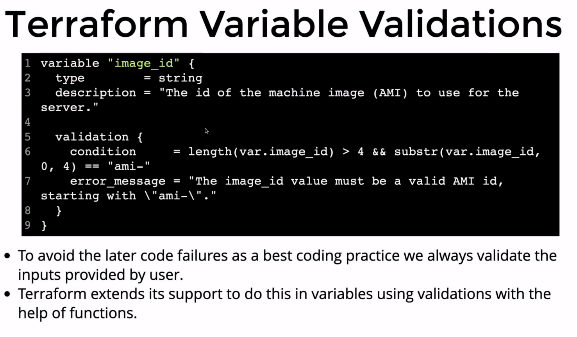 Terraform Variable Validations
1 variable "image_id" {
2   type        = string
3   description = "The id of the machine image (AMI) to use for the
server."
4
5   validation {
6     condition     = length(var.image_id) > 4 && substr(var.image_id,
0, 4) == "ami-"
7     error_message = "The image_id value must be a valid AMI id,
starting with \"ami-\"."
8   }
9 }
• To avoid the later code failures as a best coding practice we always validate the
inputs provided by user.
• Terraform extends its support to do this in variables using validations with the
help of functions.